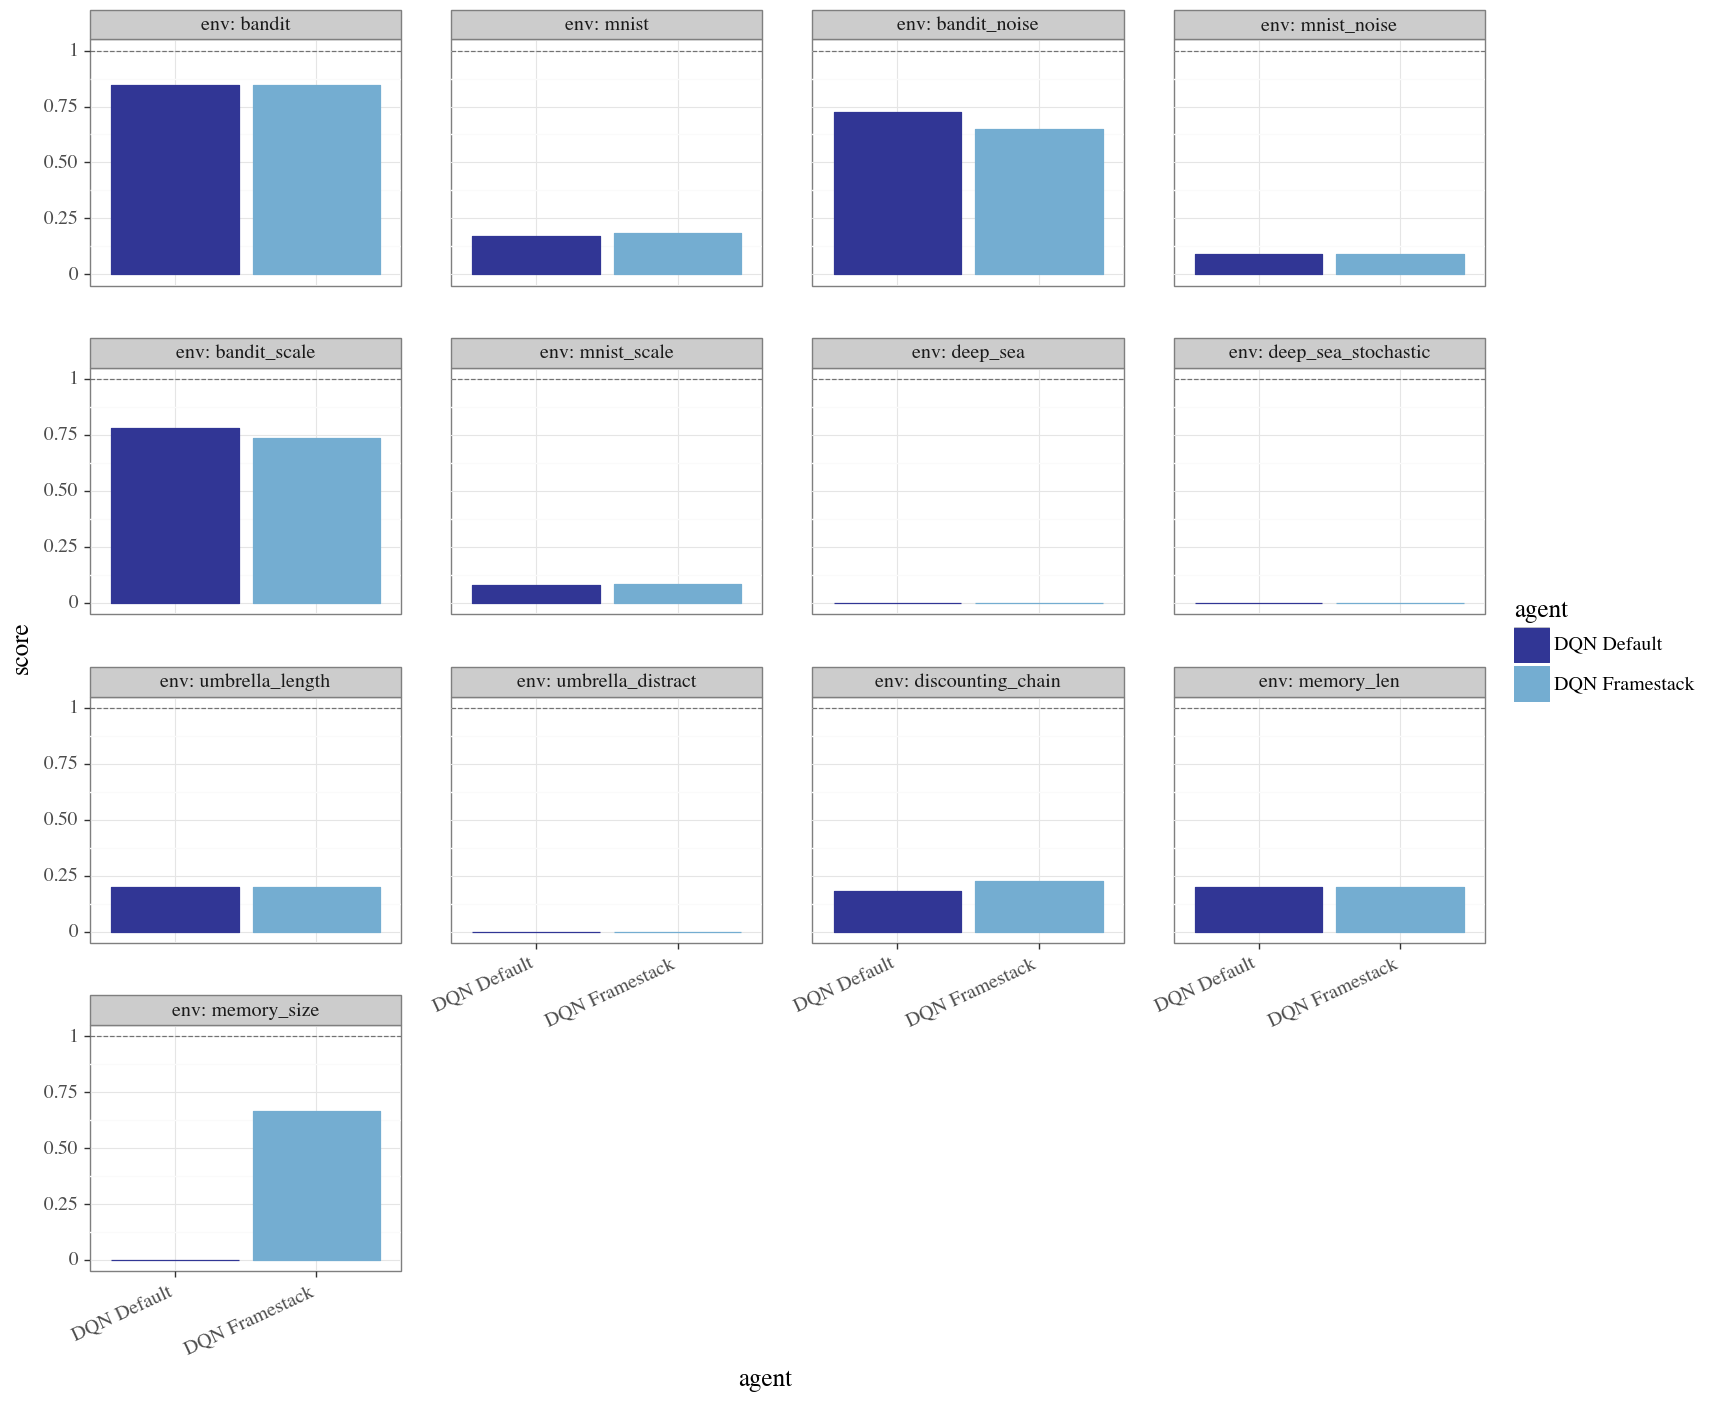 env: bandit
env: mnist
env: bandit_noise
env: mnist_noise
1
0.75
0.50
0.25
0
env: bandit_scale
env: mnist_scale
env: deep_sea
env: deep_sea_stochastic
1
0.75
0.50
0.25
0
score
agent
DQN Default
DQN Framestack
env: umbrella_length
env: umbrella_distract
env: discounting_chain
env: memory_len
1
0.75
0.50
0.25
0
DQN Default
DQN Framestack
DQN Default
DQN Framestack
DQN Default
DQN Framestack
env: memory_size
1
0.75
0.50
0.25
0
DQN Default
DQN Framestack
agent